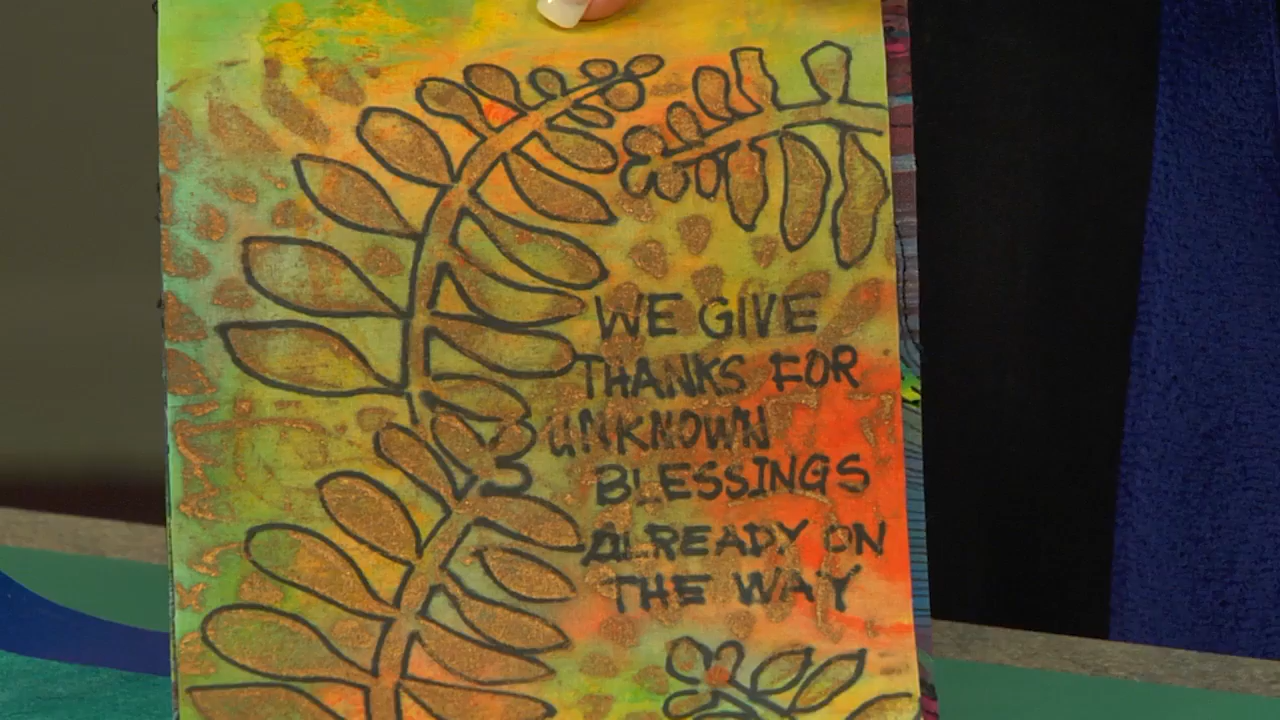 WE GIVE
THANKS FOR
UNKNOWN
BLESSINGS
ALREADY ON
THE WAY